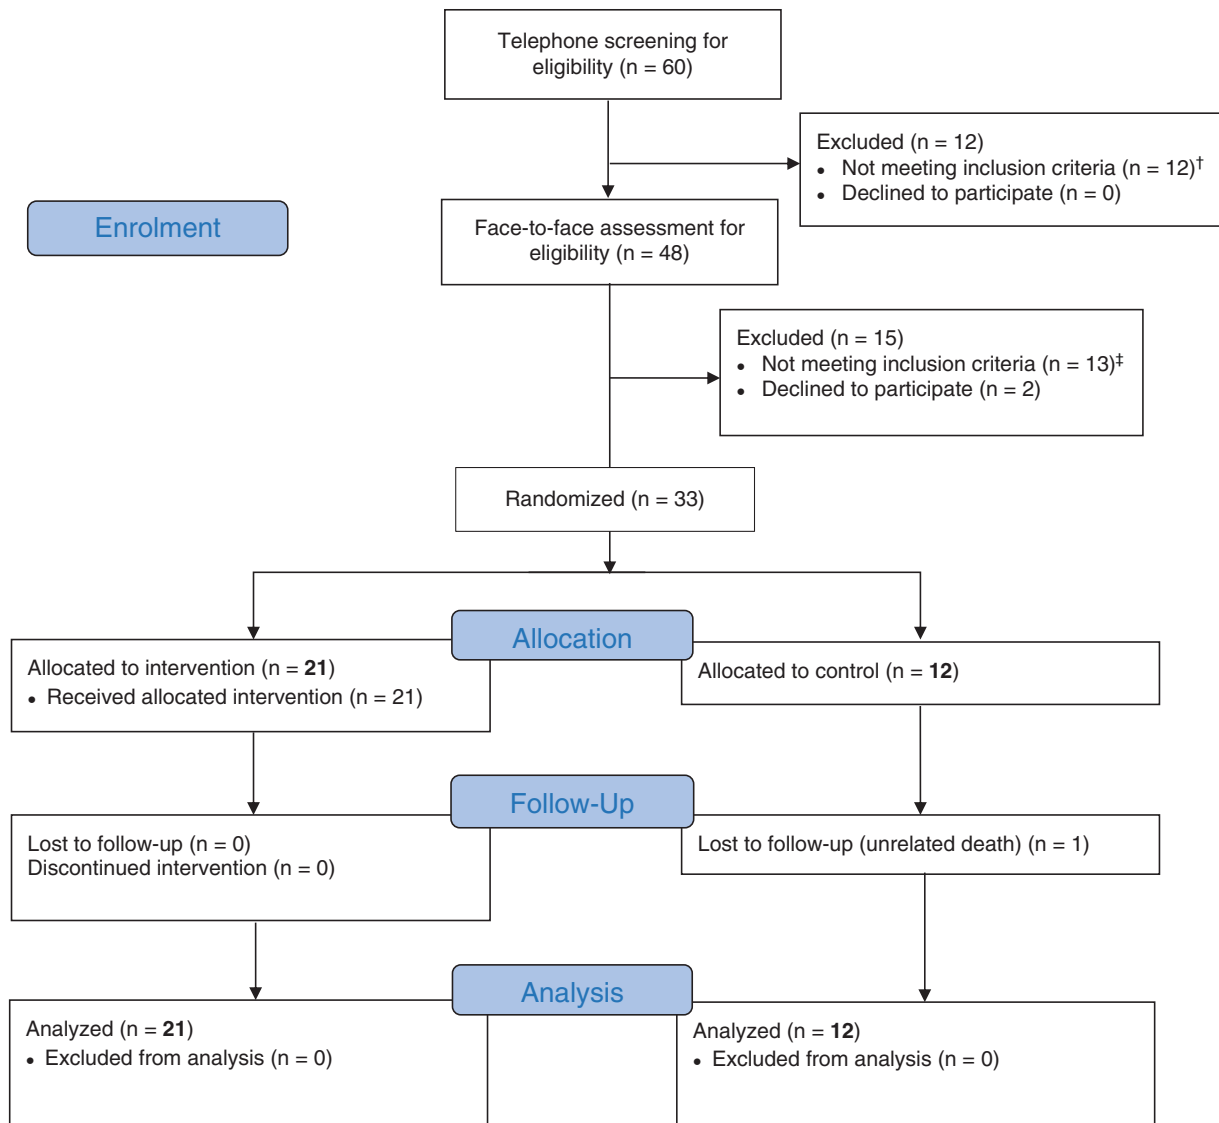 Telephone screening for
eligibility (n = 60)
Excluded (n = 12)
• Not meeting inclusion criteria (n = 12)†
• Declined to participate (n = 0)
Enrolment
Face-to-face assessment for
eligibility (n = 48)
Excluded (n = 15)
• Not meeting inclusion criteria (n = 13)‡
• Declined to participate (n = 2)
Randomized (n = 33)
Allocation
Allocated to intervention (n = 21)
• Received allocated intervention (n = 21)
Allocated to control (n = 12)
Follow-Up
Lost to follow-up (n = 0)
Discontinued intervention (n = 0)
Lost to follow-up (unrelated death) (n = 1)
Analysis
Analyzed (n = 21)
• Excluded from analysis (n = 0)
Analyzed (n = 12)
• Excluded from analysis (n = 0)